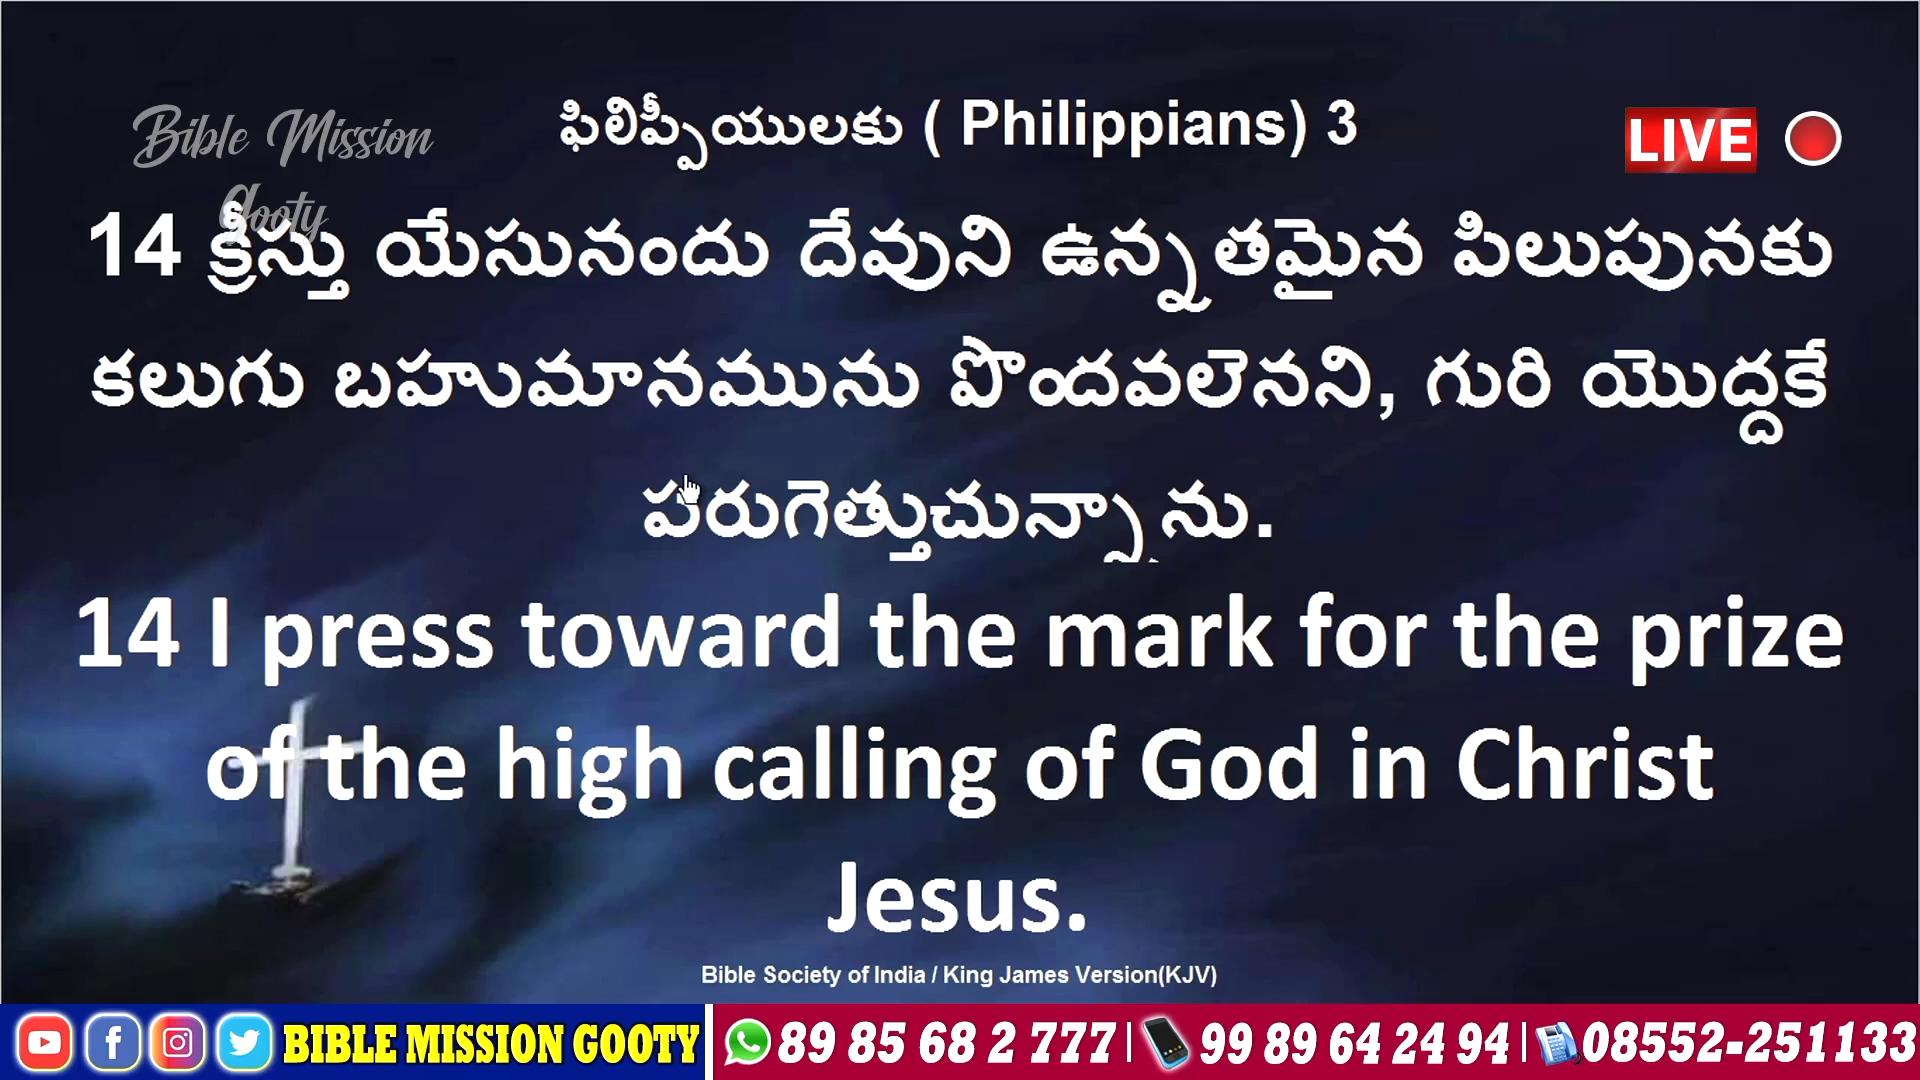 Bible Mission
Gooty
ఫిలిప్పీయులకు ( Philippians) 3
LIVE
14 క్రీస్తు యేసునందు దేవుని ఉన్నతమైన పిలుపునకు
కలుగు బహుమానమును పొందవలెనని, గురి యొద్దకే
పరుగెత్తుచున్నాను.
14 I press toward the mark for the prize
of the high calling of God in Christ
Jesus.
Bible Society of India / King James Version(KJV)
BIBLE MISSION GOOTY 89 85 68 2 777 | 99 89 64 24 94 | 08552-251133